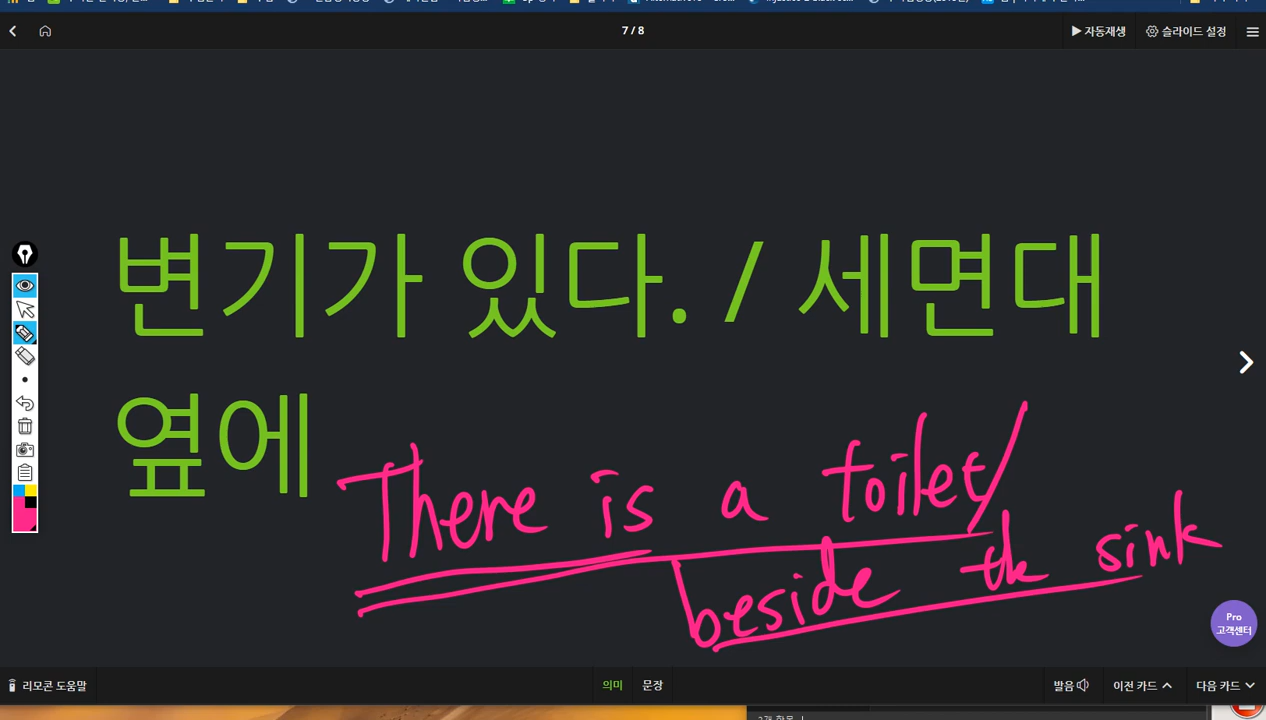 7 / 8
▶ 자동재생
슬라이드 설정
변기가 있다. / 세면대
옆에
There is a toilet /
beside the sink
Pro
고객센터
리모콘 도움말
의미
문장
발음
이전 카드
다음 카드